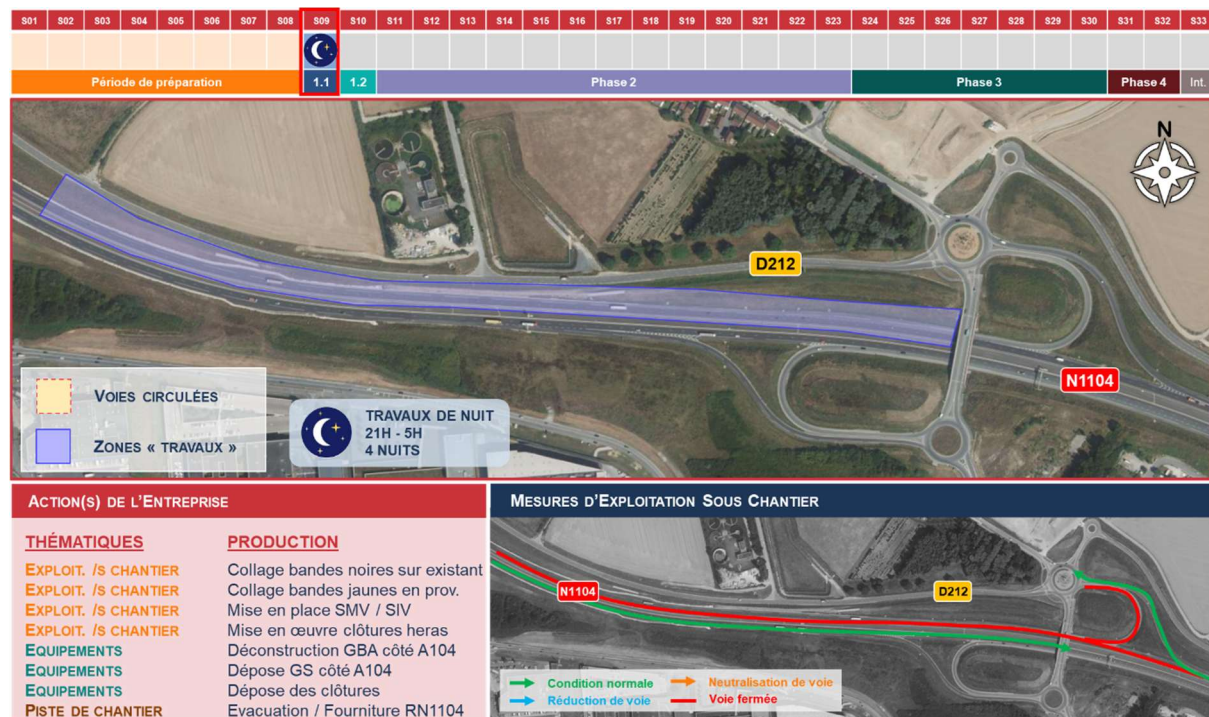 S01 S02 S03 S04 S05 S06 S07 S08 S09 S10 S11 S12 S13 S14 S15 S16 S17 S18 S19 S20 S21 S22 S23 S24 S25 S26 S27 S28 S29 S30 S31 S32 S33
Période de préparation 1.1 1.2 Phase 2 Phase 3 Phase 4 Int.
N
D212
N1104
VOIES CIRCULÉES
ZONES « TRAVAUX »
TRAVAUX DE NUIT
21H - 5H
4 NUITS
ACTION(S) DE L'ENTREPRISE
THÉMATIQUES PRODUCTION
EXPLOIT. /S CHANTIER Collage bandes noires sur existant
EXPLOIT. /S CHANTIER Collage bandes jaunes en prov.
EXPLOIT. /S CHANTIER Mise en place SMV / SIV
EXPLOIT. /S CHANTIER Mise en œuvre clôtures heras
EQUIPEMENTS Déconstruction GBA côté A104
EQUIPEMENTS Dépose GS côté A104
EQUIPEMENTS Dépose des clôtures
PISTE DE CHANTIER Evacuation / Fourniture RN1104
MESURES D'EXPLOITATION SOUS CHANTIER
N1104
D212
Condition normale Neutralisation de voie
Réduction de voie Voie fermée